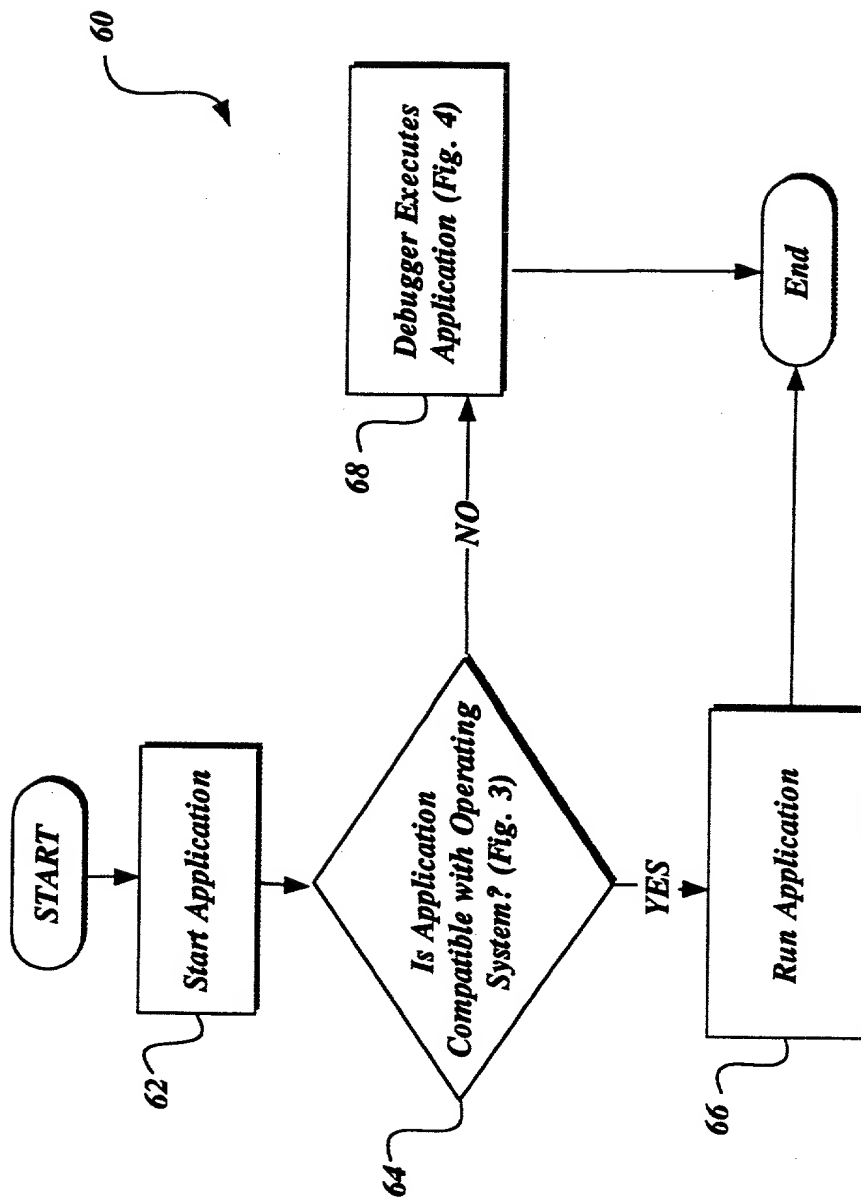 60
START
Start Application
62
Is Application
Compatible with Operating
System? (Fig. 3)
64
NO
Debugger Executes
Application (Fig. 4)
68
YES
Run Application
66
End